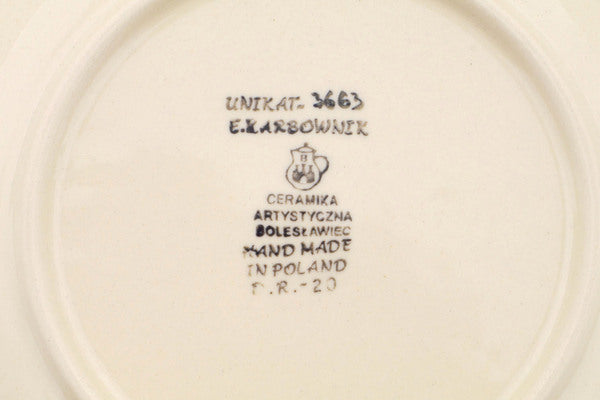 UNIKAT-3663
E.KARBOWNIK
B
CERAMIKA
ARTYSTYCZNA
BOLESŁAWIEC
HAND MADE
IN POLAND
P.R.-20